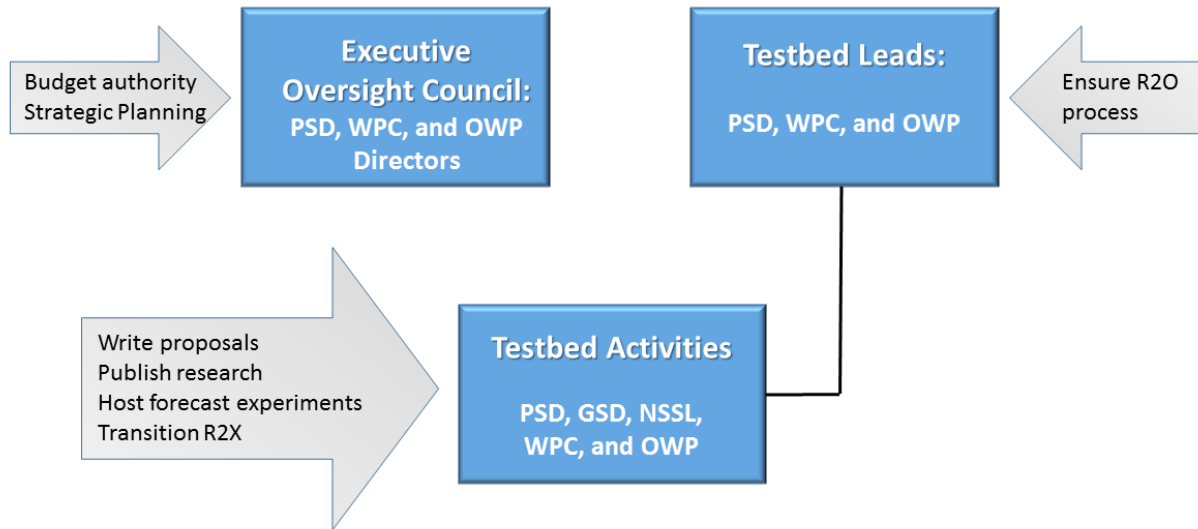 Budget authority
Strategic Planning
Executive
Oversight Council:
PSD, WPC, and OWP
Directors
Testbed Leads:
PSD, WPC, and OWP
Ensure R2O
process
Write proposals
Publish research
Host forecast experiments
Transition R2X
Testbed Activities
PSD, GSD, NSSL,
WPC, and OWP